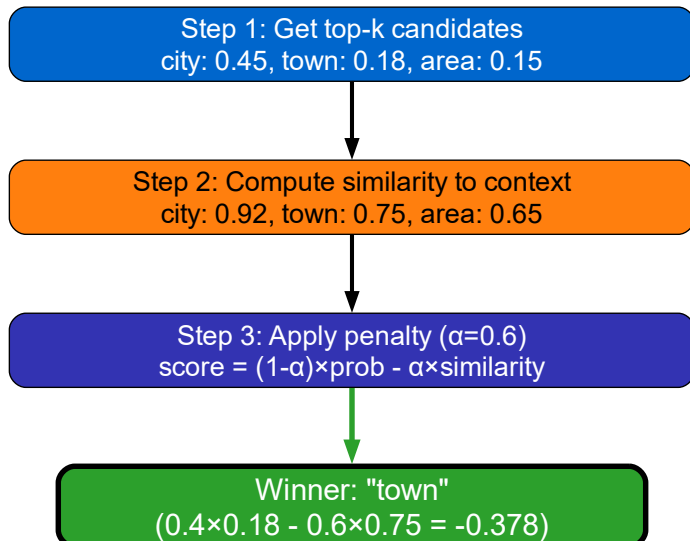 Step 1: Get top-k candidates
city: 0.45, town: 0.18, area: 0.15
Step 2: Compute similarity to context
city: 0.92, town: 0.75, area: 0.65
Step 3: Apply penalty (α=0.6)
score = (1-α)×prob - α×similarity
Winner: "town"
(0.4×0.18 - 0.6×0.75 = -0.378)